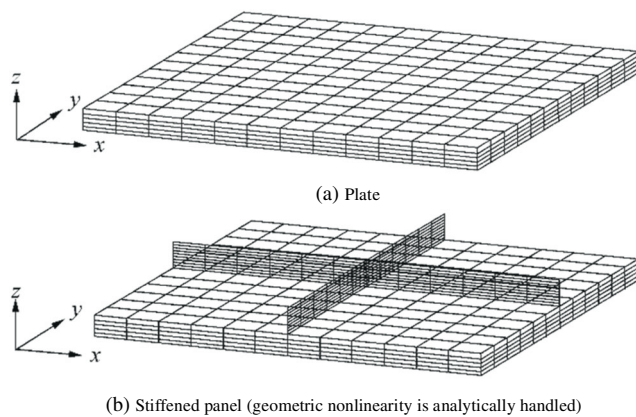 z
y
x
(a) Plate
z
y
x
(b) Stiffened panel (geometric nonlinearity is analytically handled)